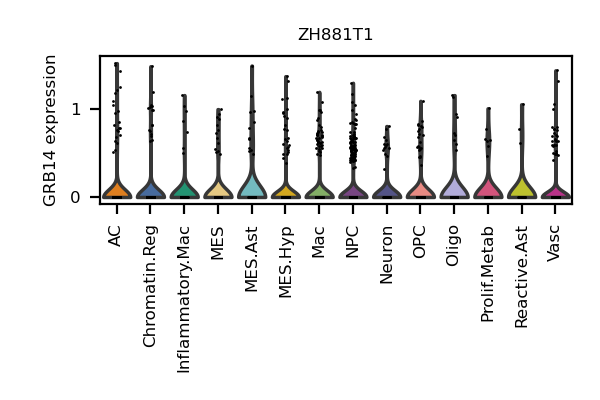 ZH881T1
GRB14 expression
1
0
AC
Chromatin.Reg
Inflammatory.Mac
MES
MES.Ast
MES.Hyp
Mac
NPC
Neuron
OPC
Oligo
Prolif.Metab
Reactive.Ast
Vasc